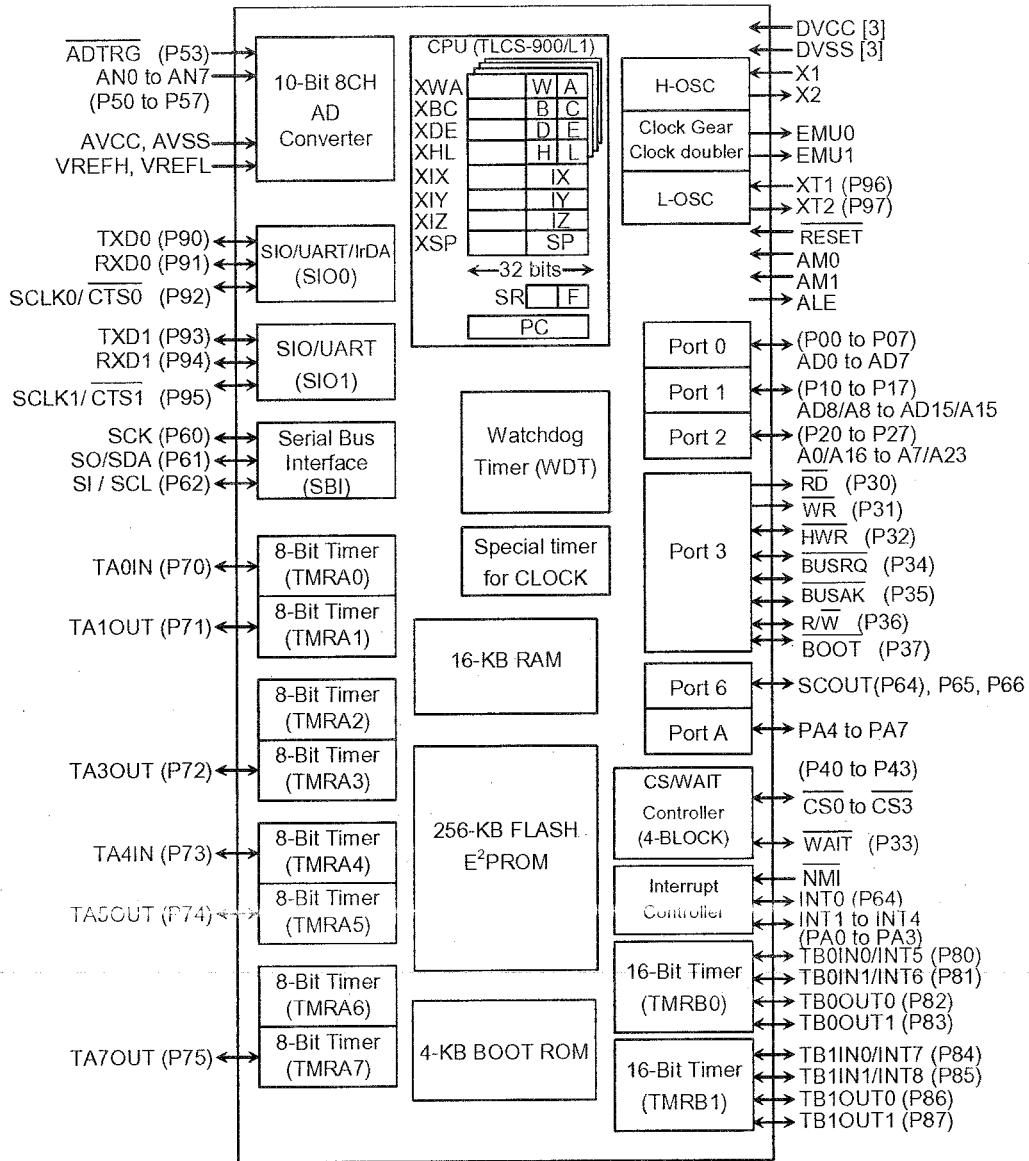 ADTRG (P53)
AN0 to AN7
(P50 to P57)
AVCC, AVSS
VREFH, VREFL
10-Bit 8CH
AD
Converter
TXD0 (P90)
RXD0 (P91)
SCLK0/ CTS0 (P92)
SIO/UART/IrDA
(SIO0)
TXD1 (P93)
RXD1 (P94)
SCLK1/ CTS1 (P95)
SIO/UART
(SIO1)
SCK (P60)
SO/SDA (P61)
SI / SCL (P62)
Serial Bus
Interface
(SBI)
TA0IN (P70)
8-Bit Timer
(TMRA0)
TA1OUT (P71)
8-Bit Timer
(TMRA1)
8-Bit Timer
(TMRA2)
TA3OUT (P72)
8-Bit Timer
(TMRA3)
TA4IN (P73)
8-Bit Timer
(TMRA4)
TA5OUT (P74)
8-Bit Timer
(TMRA5)
8-Bit Timer
(TMRA6)
TA7OUT (P75)
8-Bit Timer
(TMRA7)
CPU (TLCS-900/L1)
XWA W A
XBC B C
XDE D E
XHL H L
XIX IX
XIY IY
XIZ IZ
XSP SP
32 bits
SR F
PC
Watchdog
Timer (WDT)
Special timer
for CLOCK
16-KB RAM
256-KB FLASH
E²PROM
4-KB BOOT ROM
DVCC [3]
DVSS [3]
H-OSC
X1
X2
Clock Gear
Clock doubler
EMU0
EMU1
L-OSC
XT1 (P96)
XT2 (P97)
RESET
AM0
AM1
ALE
Port 0
(P00 to P07)
AD0 to AD7
Port 1
(P10 to P17)
AD8/A8 to AD15/A15
Port 2
(P20 to P27)
A0/A16 to A7/A23
Port 3
RD (P30)
WR (P31)
HWR (P32)
BUSRQ (P34)
BUSAK (P35)
R/W (P36)
BOOT (P37)
Port 6
SCOUT(P64), P65, P66
Port A
PA4 to PA7
CS/WAIT
Controller
(4-BLOCK)
(P40 to P43)
CS0 to CS3
WAIT (P33)
Interrupt
Controller
NMI
INT0 (P64)
INT1 to INT4
(PA0 to PA3)
16-Bit Timer
(TMRB0)
TB0IN0/INT5 (P80)
TB0IN1/INT6 (P81)
TB0OUT0 (P82)
TB0OUT1 (P83)
16-Bit Timer
(TMRB1)
TB1IN0/INT7 (P84)
TB1IN1/INT8 (P85)
TB1OUT0 (P86)
TB1OUT1 (P87)